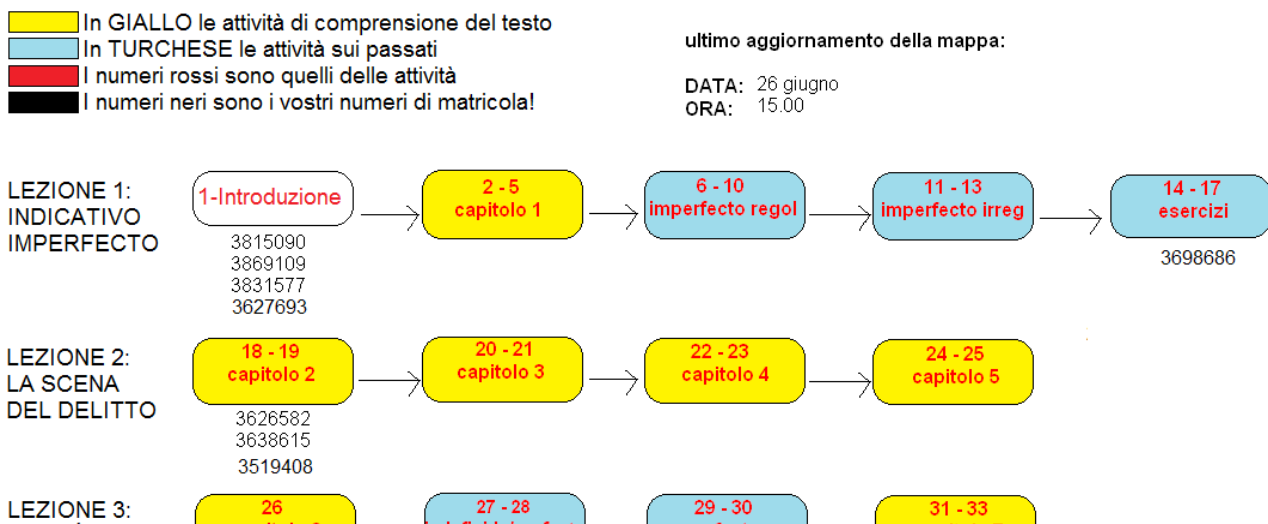 In GIALLO le attività di comprensione del testo
In TURCHESE le attività sui passati
I numeri rossi sono quelli delle attività
I numeri neri sono i vostri numeri di matricola!
ultimo aggiornamento della mappa:
DATA: 26 giugno
ORA: 15.00
LEZIONE 1:
INDICATIVO
IMPERFECTO
1-Introduzione
3815090
3869109
3831577
3627693
2 - 5
capitolo 1
6 - 10
imperfecto regol
11 - 13
imperfecto irreg
14 - 17
esercizi
3698686
LEZIONE 2:
LA SCENA
DEL DELITTO
18 - 19
capitolo 2
3626582
3638615
3519408
20 - 21
capitolo 3
22 - 23
capitolo 4
24 - 25
capitolo 5
LEZIONE 3:
26
27 - 28
29 - 30
31 - 33